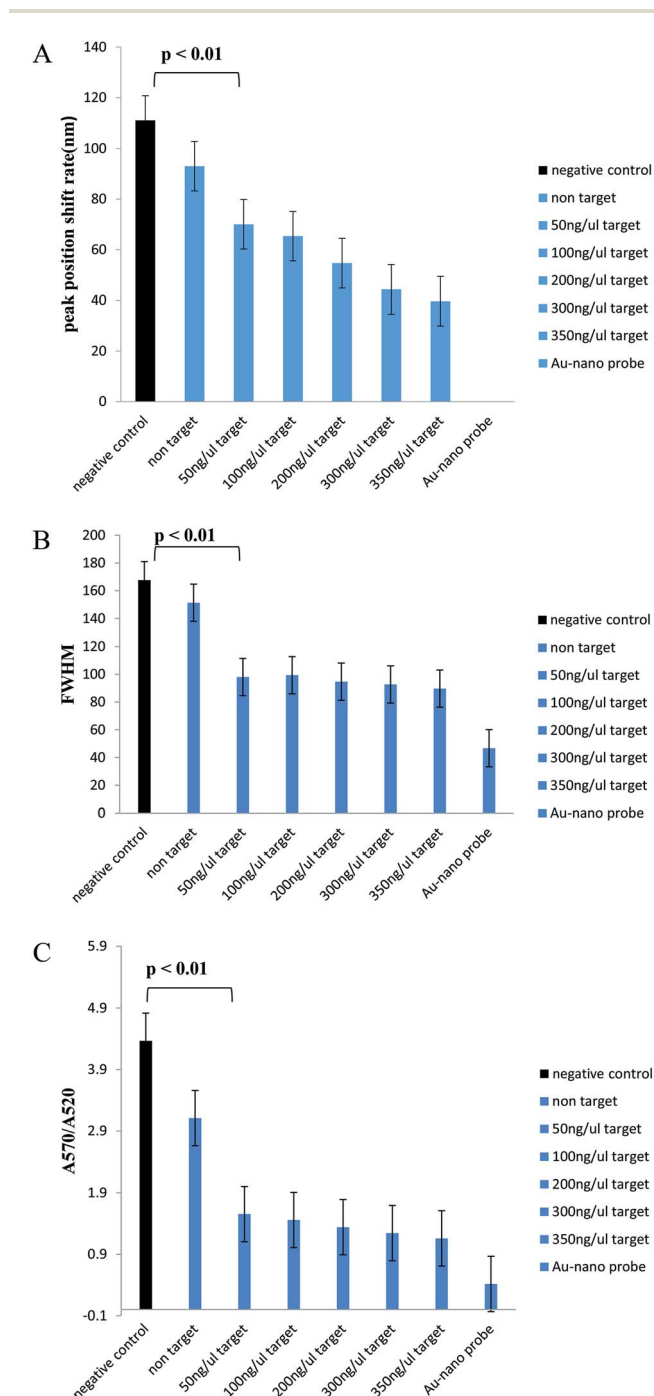 A
p < 0.01
peak position shift rate(nm)
140
120
100
80
60
40
20
0
negative control
non target
50ng/ul target
100ng/ul target
200ng/ul target
300ng/ul target
350ng/ul target
Au-nano probe
negative control
non target
50ng/ul target
100ng/ul target
200ng/ul target
300ng/ul target
350ng/ul target
Au-nano probe
B
p < 0.01
FWHM
200
180
160
140
120
100
80
60
40
20
0
negative control
non target
50ng/ul target
100ng/ul target
200ng/ul target
300ng/ul target
350ng/ul target
Au-nano probe
negative control
non target
50ng/ul target
100ng/ul target
200ng/ul target
300ng/ul target
350ng/ul target
Au-nano probe
C
p < 0.01
A570/A520
5.9
4.9
3.9
2.9
1.9
0.9
-0.1
negative control
non target
50ng/ul target
100ng/ul target
200ng/ul target
300ng/ul target
350ng/ul target
Au-nano probe
negative control
non target
50ng/ul target
100ng/ul target
200ng/ul target
300ng/ul target
350ng/ul target
Au-nano probe